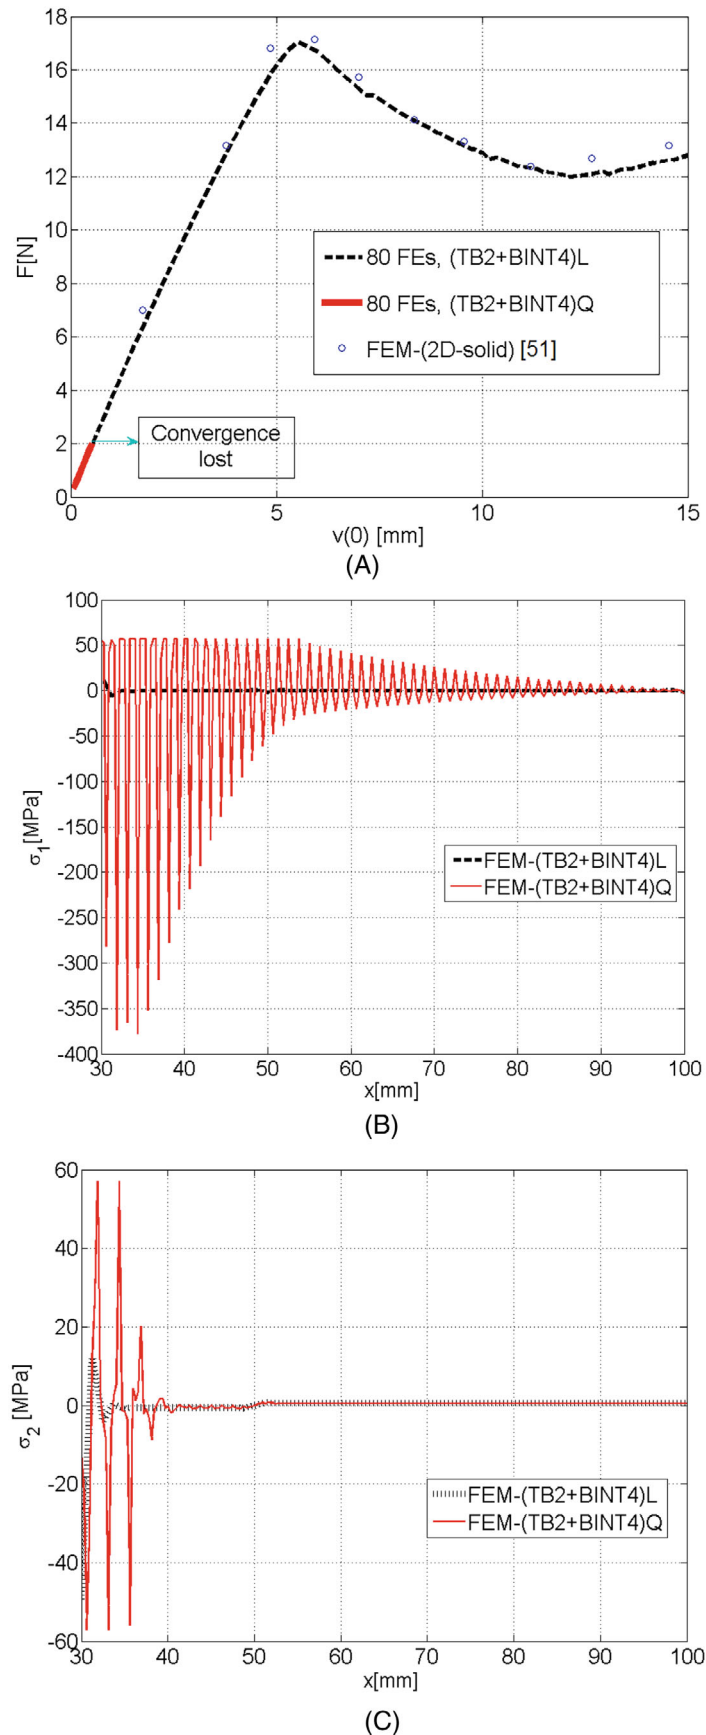 18
16
14
12
10
8
6
4
2
0
F[N]
80 FEs, (TB2+BINT4)L
80 FEs, (TB2+BINT4)Q
FEM-(2D-solid) [51]
Convergence
lost
0 5 10 15
v(0) [mm]
(A)
100
50
0
-50
-100
-150
-200
-250
-300
-350
-400
σ1[MPa]
FEM-(TB2+BINT4)L
FEM-(TB2+BINT4)Q
30 40 50 60 70 80 90 100
x[mm]
(B)
60
40
20
0
-20
-40
-60
σ2 [MPa]
FEM-(TB2+BINT4)L
FEM-(TB2+BINT4)Q
30 40 50 60 70 80 90 100
x[mm]
(C)